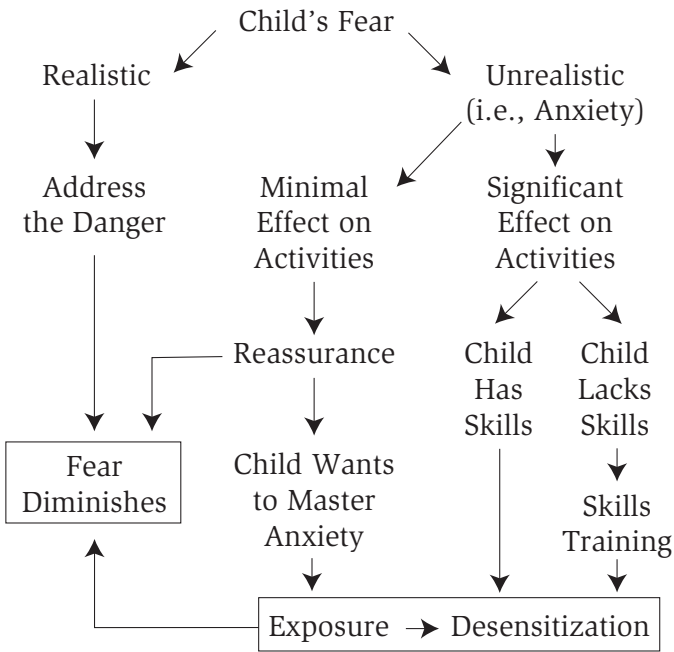 Child's Fear
Realistic
Unrealistic
(i.e., Anxiety)
Address
the Danger
Minimal
Effect on
Activities
Significant
Effect on
Activities
Reassurance
Child
Has
Skills
Child
Lacks
Skills
Fear
Diminishes
Child Wants
to Master
Anxiety
Skills
Training
Exposure
Desensitization